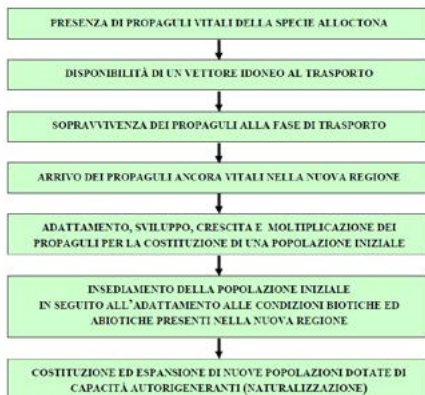 PRESENZA DI PROPAGULI VITALI DELLA SPECIE ALLOCTONA
DISPONIBILITÀ DI UN VETTORE IDONEO AL TRASPORTO
SOPRAVVIVENZA DEI PROPAGULI ALLA FASE DI TRASPORTO
ARRIVO DEI PROPAGULI ANCORA VITALI NELLA NUOVA REGIONE
ADATTAMENTO, SVILUPPO, CRESCITA E MOLTIPLICAZIONE DEI
PROPAGULI PER LA COSTITUZIONE DI UNA POPOLAZIONE INIZIALE
INSEDIAMENTO DELLA POPOLAZIONE INIZIALE
IN SEGUITO ALL'ADATTAMENTO ALLE CONDIZIONI BIOTICHE ED
ABIOTICHE PRESENTI NELLA NUOVA REGIONE
COSTITUZIONE ED ESPANSIONE DI NUOVE POPOLAZIONI DOTATE DI
CAPACITÀ AUTORIGENERANTI (NATURALIZZAZIONE)